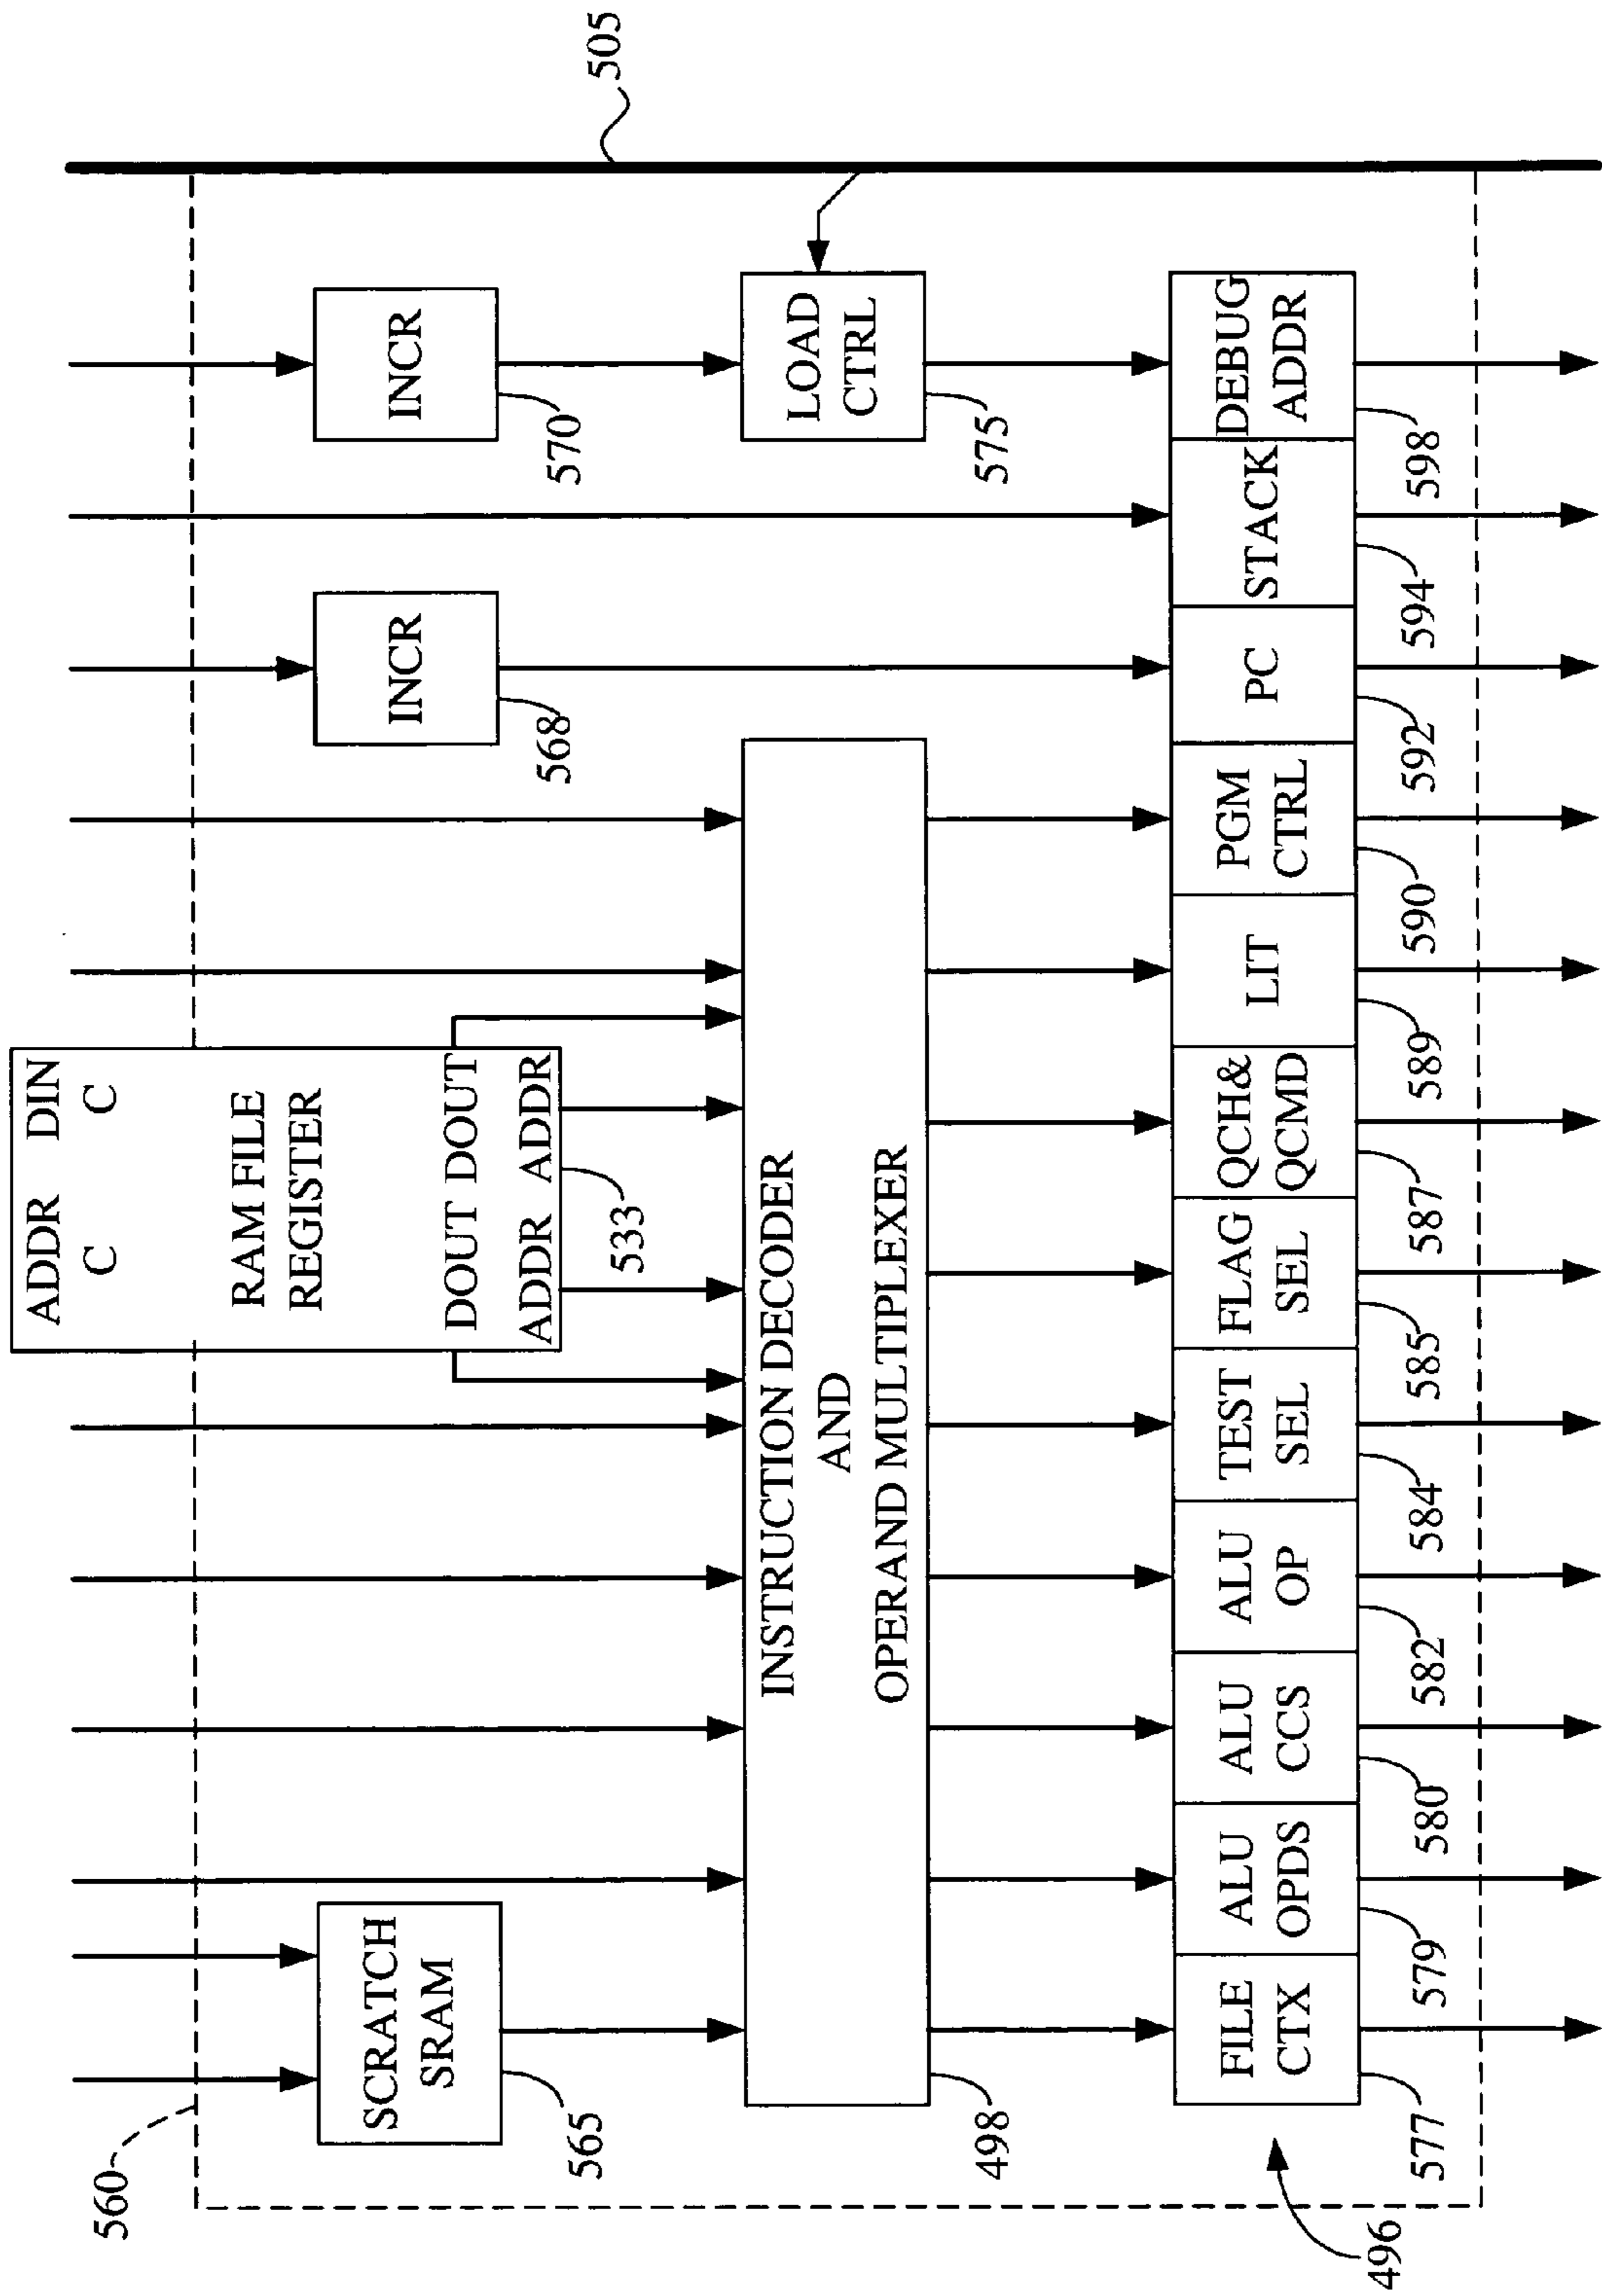 505
560
ADDR DIN
C C
RAM FILE
REGISTER
DOUT DOUT
ADDR ADDR
533
SCRATCH
SRAM
565
INCR
568
INCR
570
INSTRUCTION DECODER
AND
OPERAND MULTIPLEXER
498
LOAD
CTRL
575
FILE
CTX
577
ALU
OPDS
579
ALU
CCS
580
ALU
OP
582
TEST
SEL
584
FLAG
SEL
585
QCH&
QCMD
587
LIT
589
PGM
CTRL
590
PC
592
STACK
594
DEBUG
ADDR
598
496